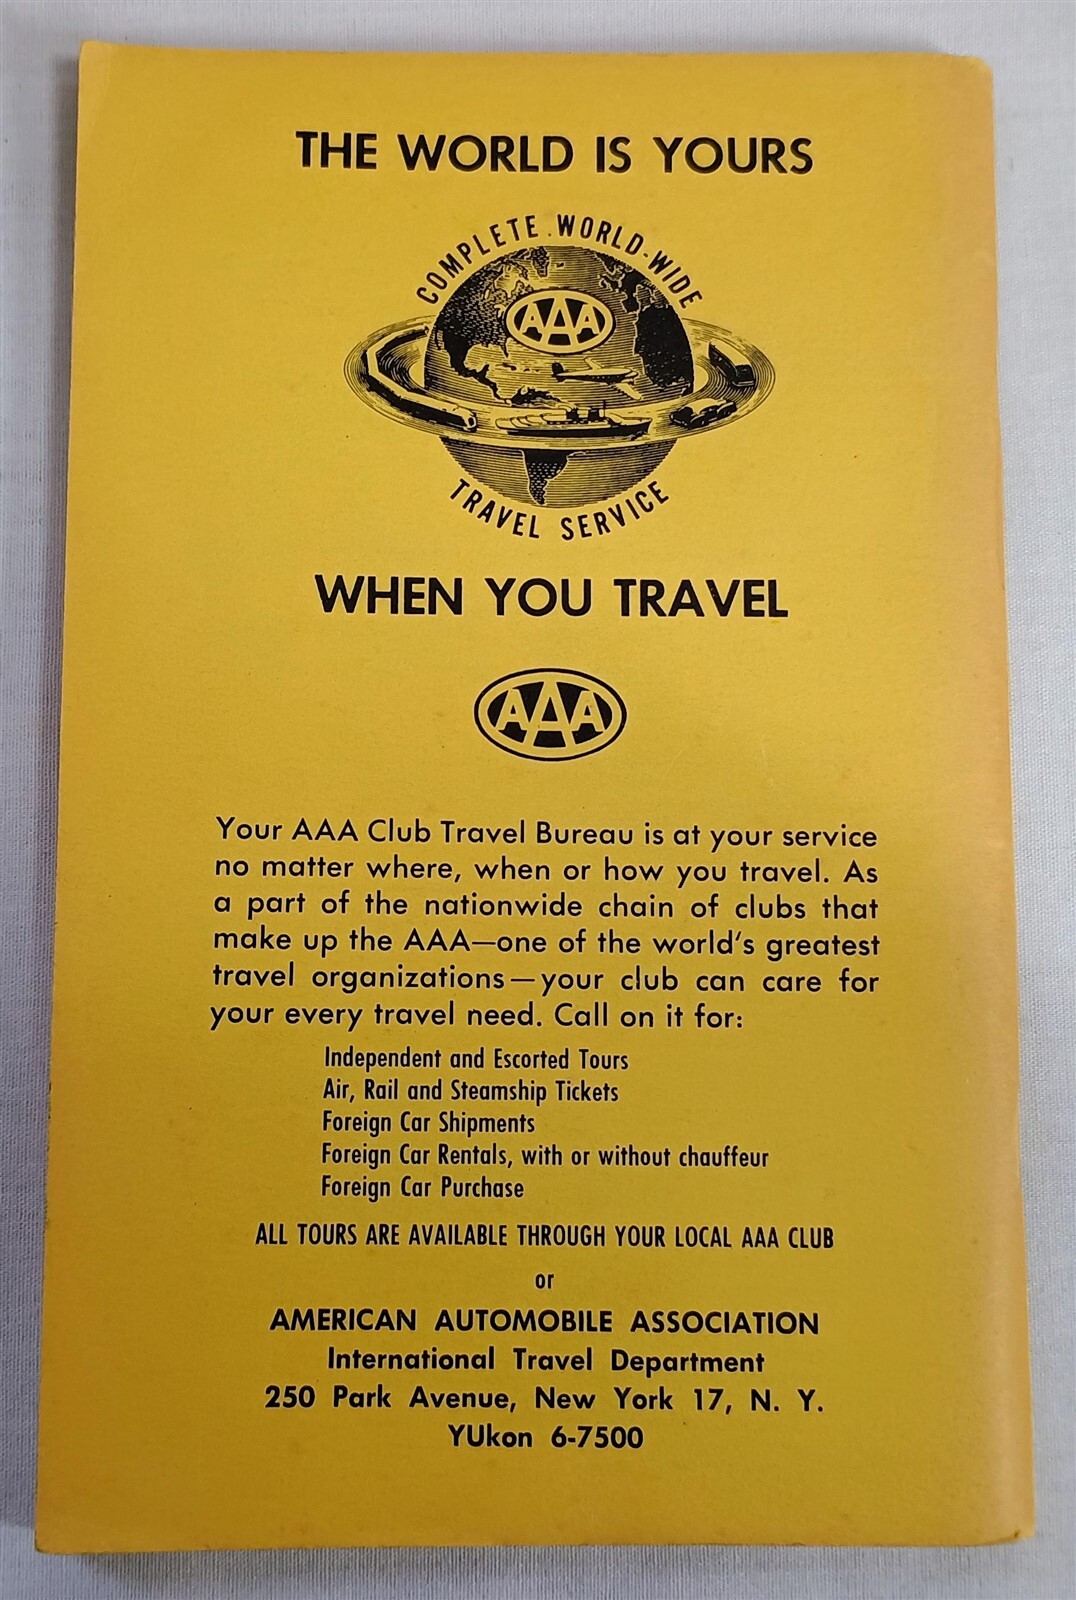 THE WORLD IS YOURS
COMPLETE WORLD-WIDE
AAA
TRAVEL SERVICE
WHEN YOU TRAVEL
AAA
Your AAA Club Travel Bureau is at your service
no matter where, when or how you travel. As
a part of the nationwide chain of clubs that
make up the AAA—one of the world's greatest
travel organizations—your club can care for
your every travel need. Call on it for:
Independent and Escorted Tours
Air, Rail and Steamship Tickets
Foreign Car Shipments
Foreign Car Rentals, with or without chauffeur
Foreign Car Purchase
ALL TOURS ARE AVAILABLE THROUGH YOUR LOCAL AAA CLUB
or
AMERICAN AUTOMOBILE ASSOCIATION
International Travel Department
250 Park Avenue, New York 17, N. Y.
YUkon 6-7500